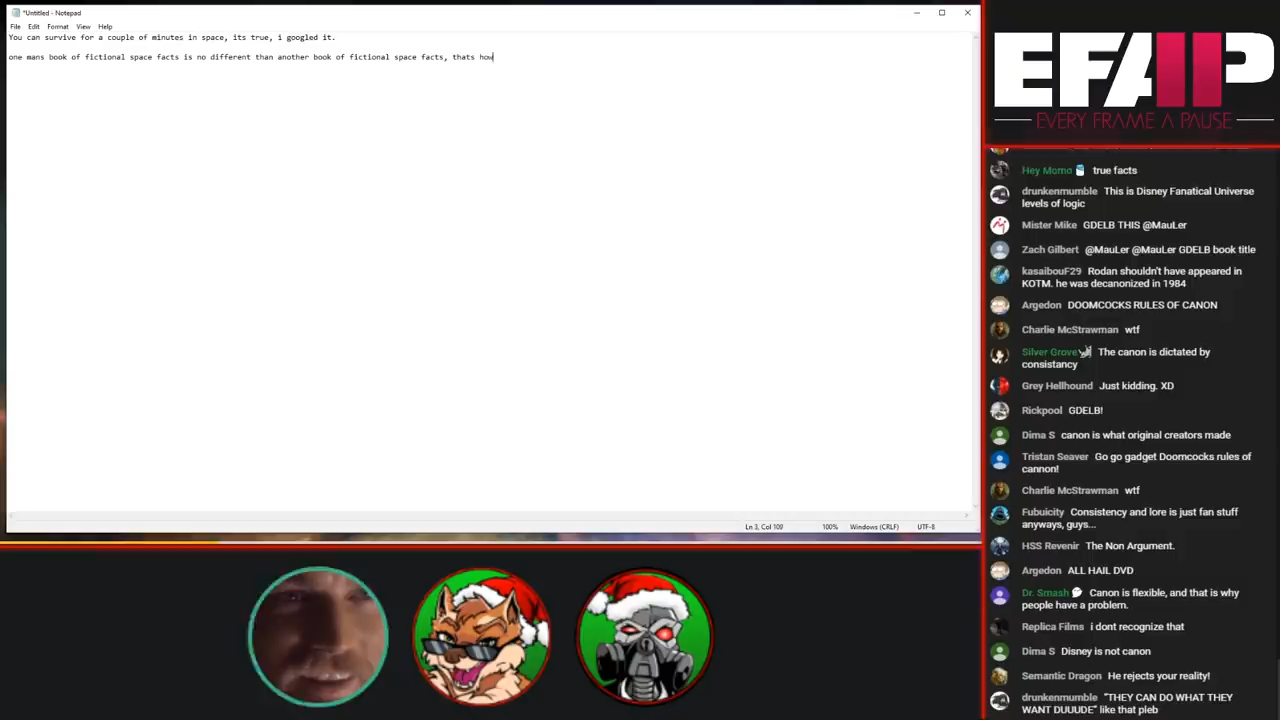 *Untitled - Notepad
File Edit Format View Help
You can survive for a couple of minutes in space, its true, i googled it.
one mans book of fictional space facts is no different than another book of fictional space facts, thats how
Ln 3, Col 109
100%
Windows (CRLF)
UTF-8
EFAP
EVERY FRAME A PAUSE
Hey Momo true facts
drunkenmumble This is Disney Fanatical Universe
levels of logic
Mister Mike GDELB THIS @MauLer
Zach Gilbert @MauLer @MauLer GDELB book title
kasaibouF29 Rodan shouldn't have appeared in
KOTM. he was decanonized in 1984
Argedon DOOMCOCKS RULES OF CANON
Charlie McStrawman wtf
Silver Grove The canon is dictated by
consistancy
Grey Hellhound Just kidding. XD
Rickpool GDELB!
Dima S canon is what original creators made
Tristan Seaver Go go gadget Doomcocks rules of
cannon!
Charlie McStrawman wtf
Fubuicity Consistency and lore is just fan stuff
anyways, guys...
HSS Revenir The Non Argument.
Argedon ALL HAIL DVD
Dr. Smash Canon is flexible, and that is why
people have a problem.
Replica Films i dont recognize that
Dima S Disney is not canon
Semantic Dragon He rejects your reality!
drunkenmumble "THEY CAN DO WHAT THEY
WANT DUUUDE" like that pleb